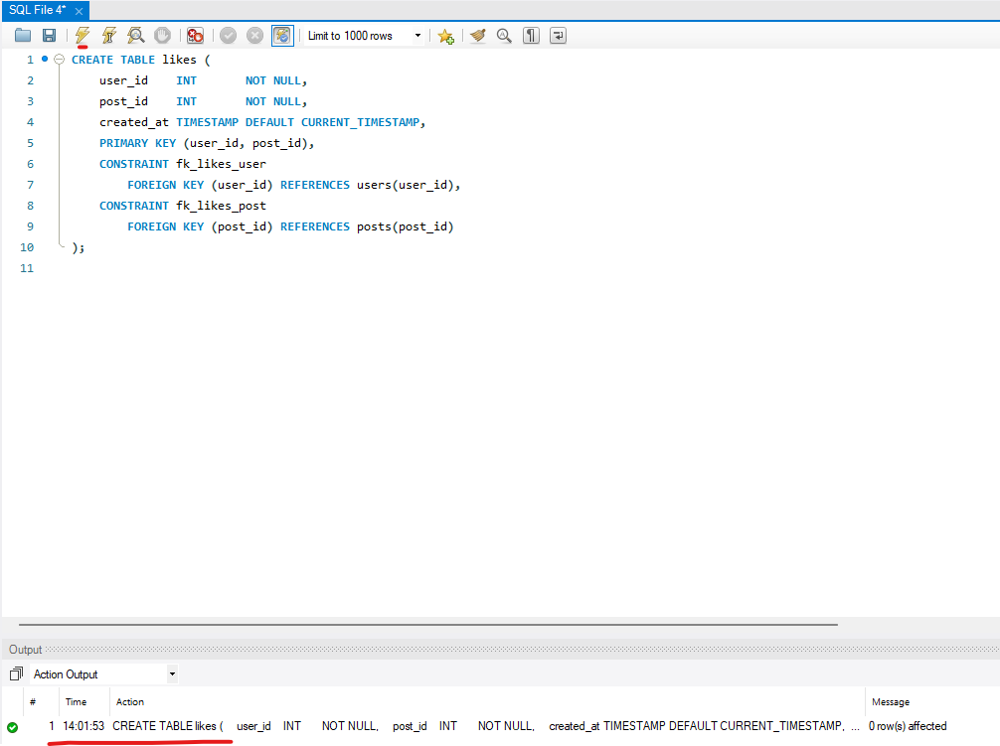 SQL File 4*
Limit to 1000 rows
1 CREATE TABLE likes (
2     user_id    INT       NOT NULL,
3     post_id    INT       NOT NULL,
4     created_at TIMESTAMP DEFAULT CURRENT_TIMESTAMP,
5     PRIMARY KEY (user_id, post_id),
6     CONSTRAINT fk_likes_user
7         FOREIGN KEY (user_id) REFERENCES users(user_id),
8     CONSTRAINT fk_likes_post
9         FOREIGN KEY (post_id) REFERENCES posts(post_id)
10 );
11
Output
Action Output
# Time Action Message
1 14:01:53 CREATE TABLE likes (     user_id    INT       NOT NULL,     post_id    INT       NOT NULL,     created_at TIMESTAMP DEFAULT CURRENT_TIMESTAMP, ... 0 row(s) affected